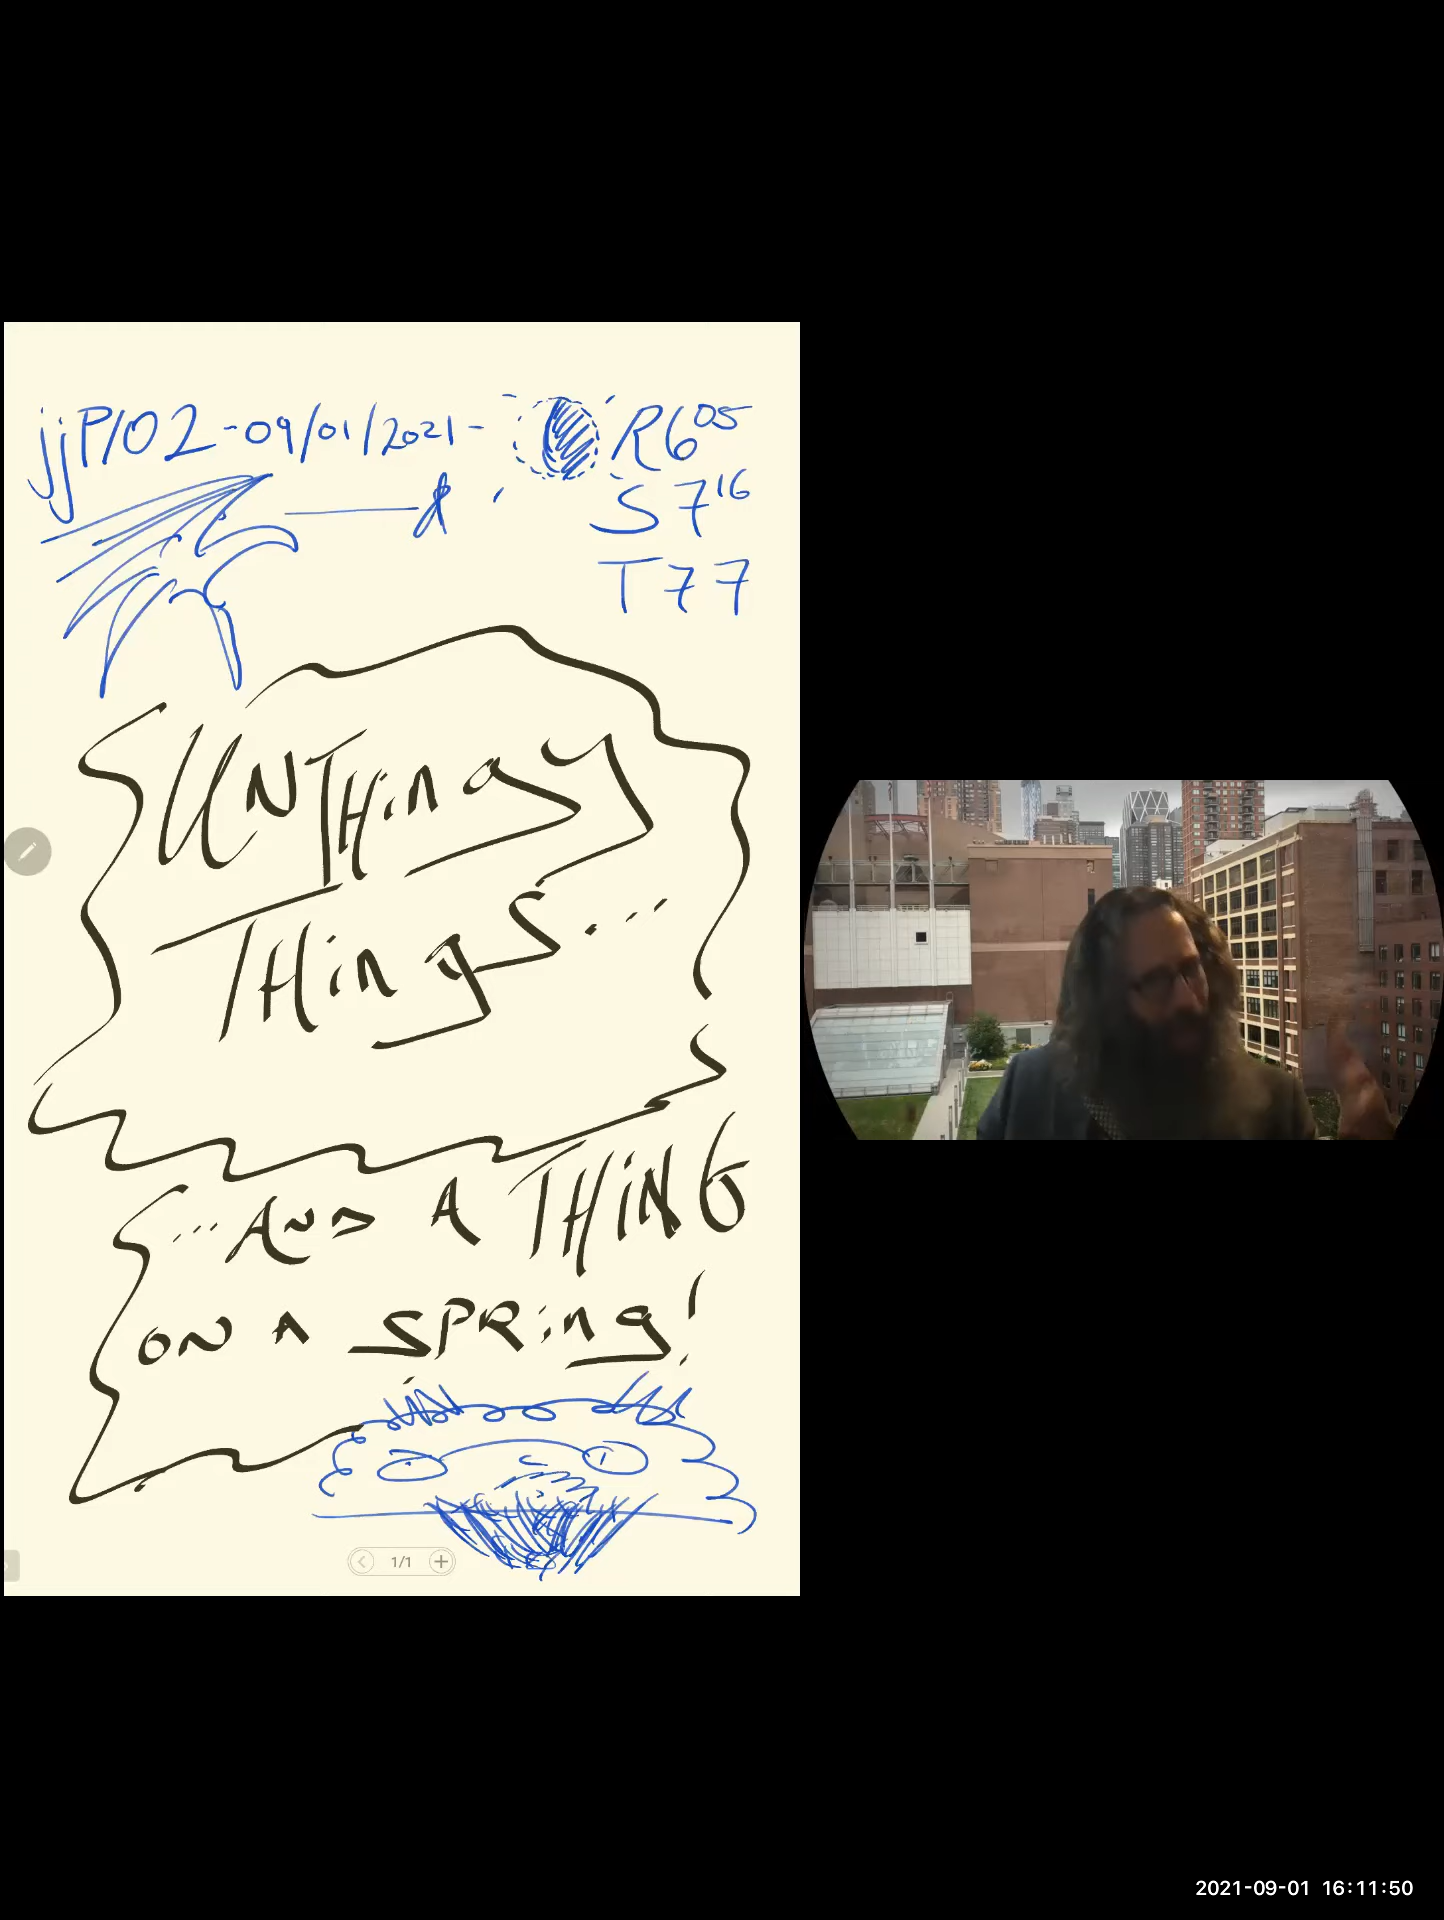 jjP102-09/01/2021-
R605
S716
T77
UNTHingy
THings...
...AND A THING
ON A SPRing!
1/1
2021-09-01 16:11:50